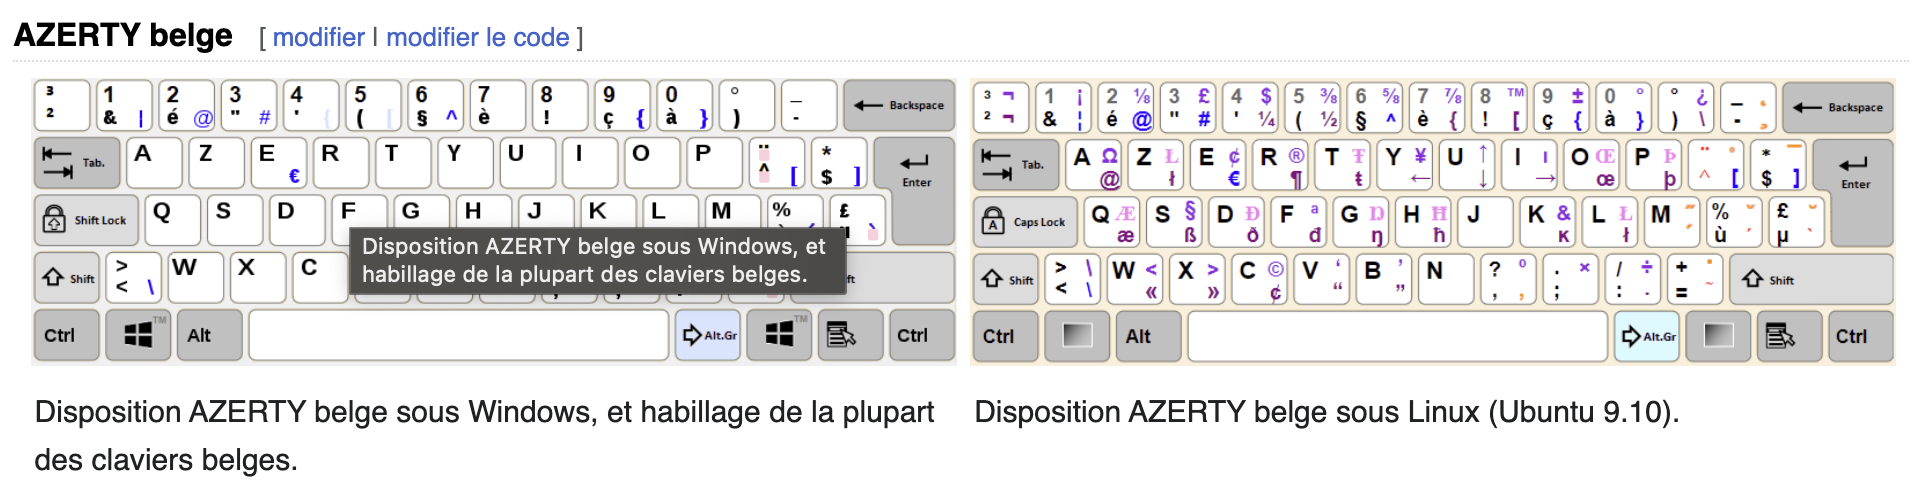 AZERTY belge [ modifier | modifier le code ]
³ 1 2 3 4 5 6 7 8 9 0 ° _ ← Backspace
² & ¦ é @ " # ' { ( [ § ^ è ! ç { à } ) -
Tab. A Z E R T Y U I O P ¨ * Enter
€ ^ [ $ ]
Shift Lock Q S D F G H J K L M % £
Disposition AZERTY belge sous Windows, et
habillage de la plupart des claviers belges.
Shift > W X C
< \
Ctrl TM Alt Alt.Gr TM Ctrl
³ ¬ 1 ¡ 2 ⅛ 3 £ 4 $ 5 ⅜ 6 ⅝ 7 ⅞ 8 ™ 9 ± 0 ° ° ¿ _ ← Backspace
² ¬ & ¦ é @ " # ' ¼ ( ½ § ^ è { ! [ ç { à } ) \ - ¸
Tab. A Ω Z Ł E ¢ R ® T Ŧ Y ¥ U ↑ I ı O Œ P Þ ¨ ° * ¯ Enter
@ ł € ¶ ŧ ← ↓ → œ þ ^ [ $ ]
Caps Lock Q Æ S § D Ð F ª G Ŋ H Ħ J K & L Ł M ˝ % ˘ £ ˘
æ ß ð đ ŋ ħ ĸ ł ´ ù ´ µ `
Shift > \ W < X > C © V ‘ B ’ N ? º . × / ÷ + ˙ Shift
< \ « » ¢ “ ” , ¸ ; : · = ~
Ctrl Alt Alt.Gr Ctrl
Disposition AZERTY belge sous Windows, et habillage de la plupart
des claviers belges.
Disposition AZERTY belge sous Linux (Ubuntu 9.10).